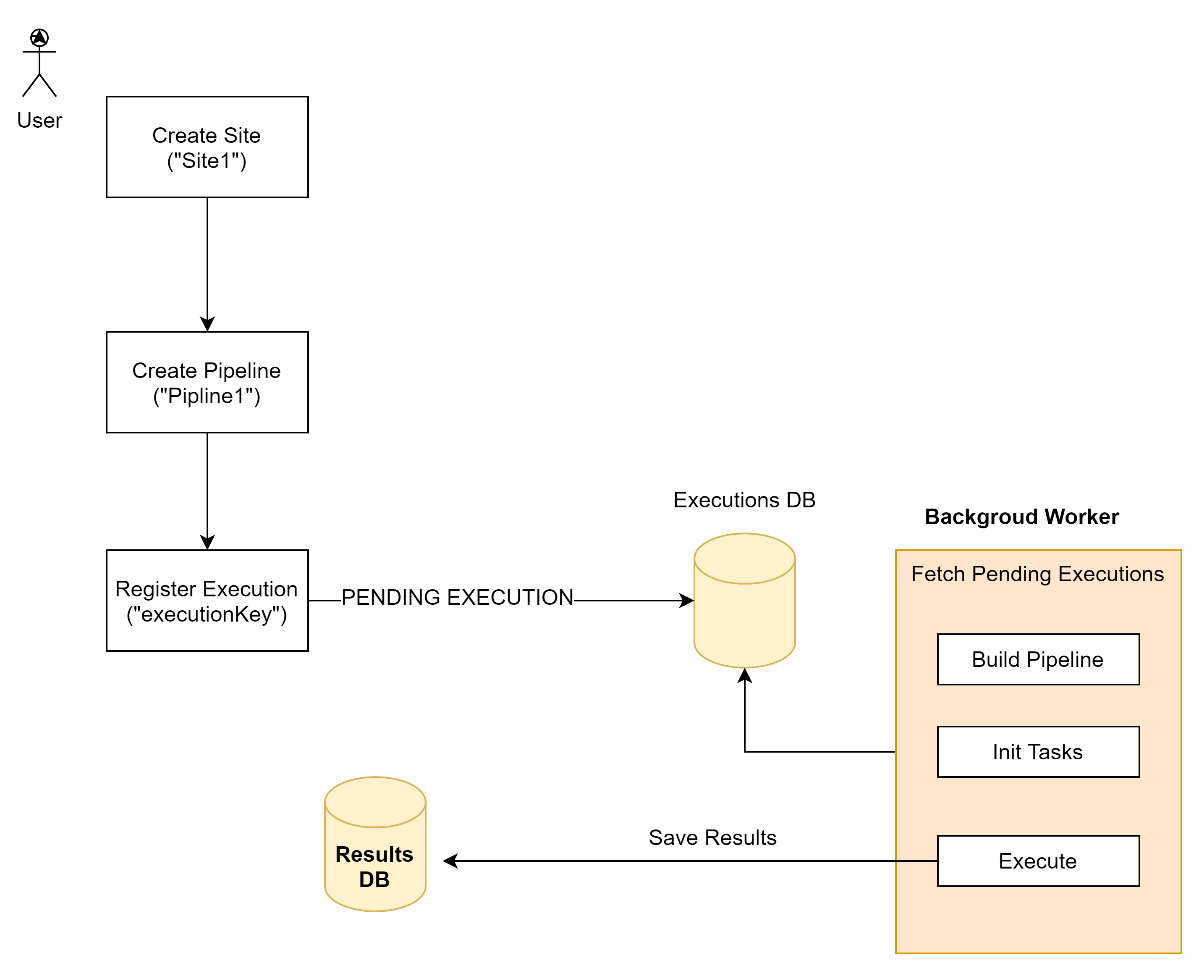 User
Create Site
("Site1")
Create Pipeline
("Pipline1")
Register Execution
("executionKey")
PENDING EXECUTION
Executions DB
Backgroud Worker
Fetch Pending Executions
Build Pipeline
Init Tasks
Execute
Save Results
Results
DB